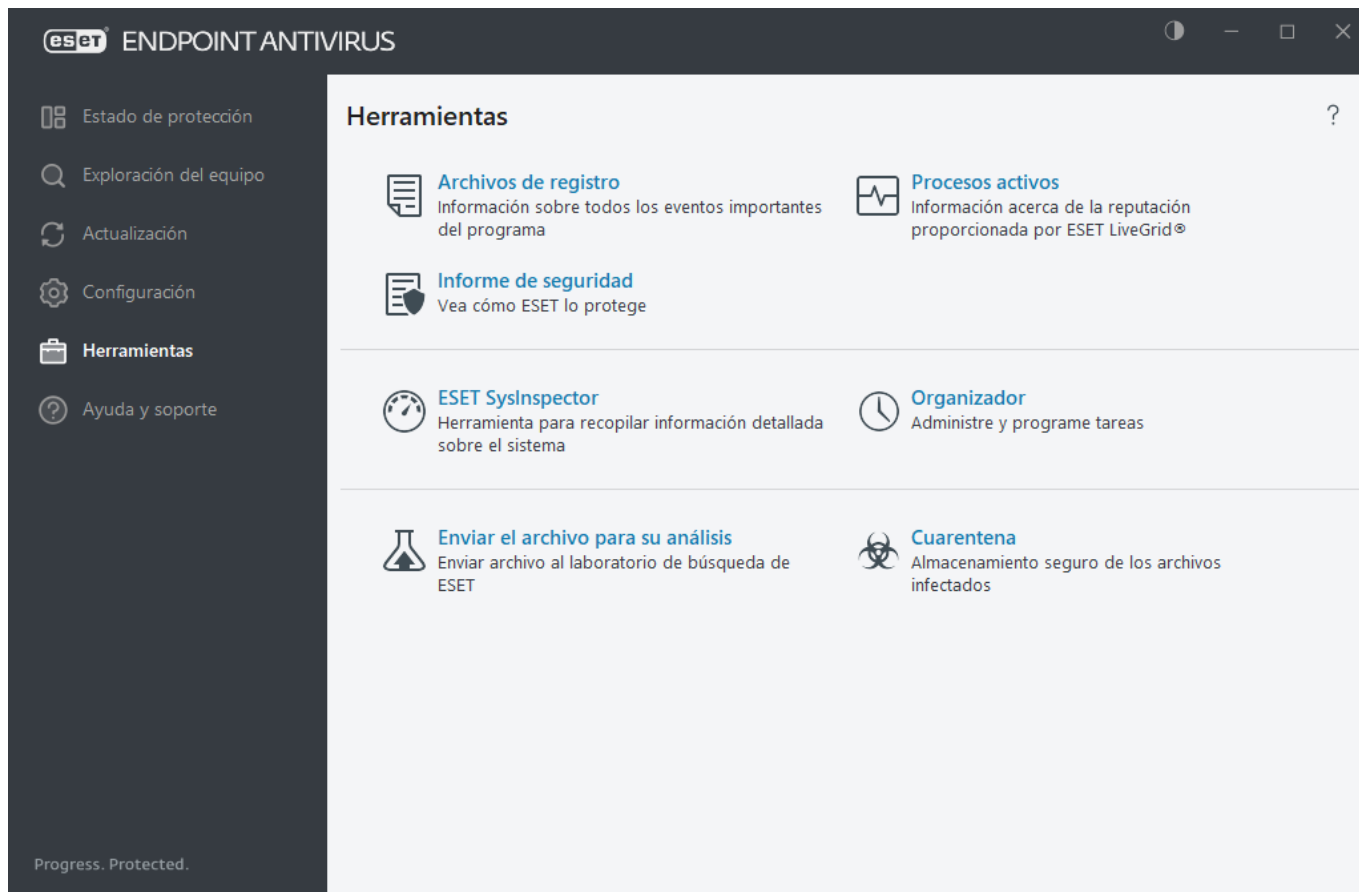 eset ENDPOINT ANTIVIRUS
Estado de protección
Exploración del equipo
Actualización
Configuración
Herramientas
Ayuda y soporte
Progress. Protected.
Herramientas
?
Archivos de registro
Información sobre todos los eventos importantes
del programa
Procesos activos
Información acerca de la reputación
proporcionada por ESET LiveGrid®
Informe de seguridad
Vea cómo ESET lo protege
ESET SysInspector
Herramienta para recopilar información detallada
sobre el sistema
Organizador
Administre y programe tareas
Enviar el archivo para su análisis
Enviar archivo al laboratorio de búsqueda de
ESET
Cuarentena
Almacenamiento seguro de los archivos
infectados